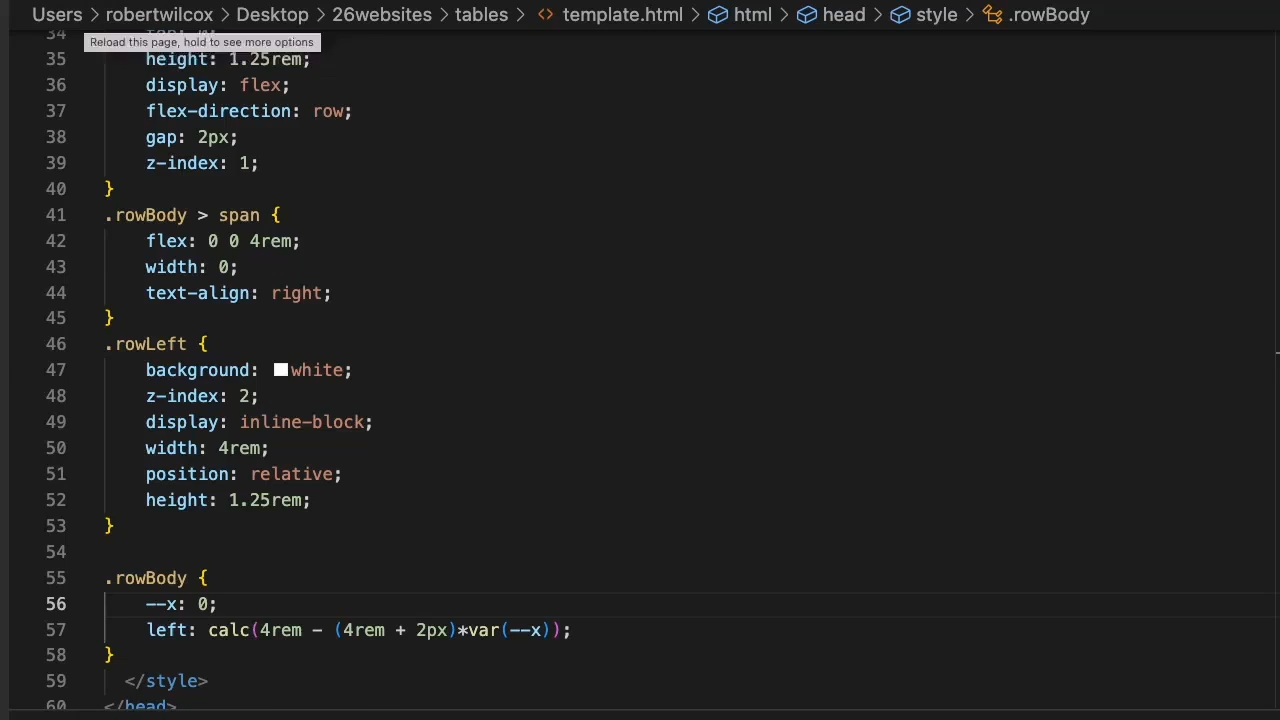 Users > robertwilcox > Desktop > 26websites > tables > <> template.html > html > head > style > .rowBody
34
Reload this page, hold to see more options
35 height: 1.25rem;
36 display: flex;
37 flex-direction: row;
38 gap: 2px;
39 z-index: 1;
40 }
41 .rowBody > span {
42 flex: 0 0 4rem;
43 width: 0;
44 text-align: right;
45 }
46 .rowLeft {
47 background: white;
48 z-index: 2;
49 display: inline-block;
50 width: 4rem;
51 position: relative;
52 height: 1.25rem;
53 }
54
55 .rowBody {
56 --x: 0;
57 left: calc(4rem - (4rem + 2px)*var(--x));
58 }
59 </style>
60 </head>